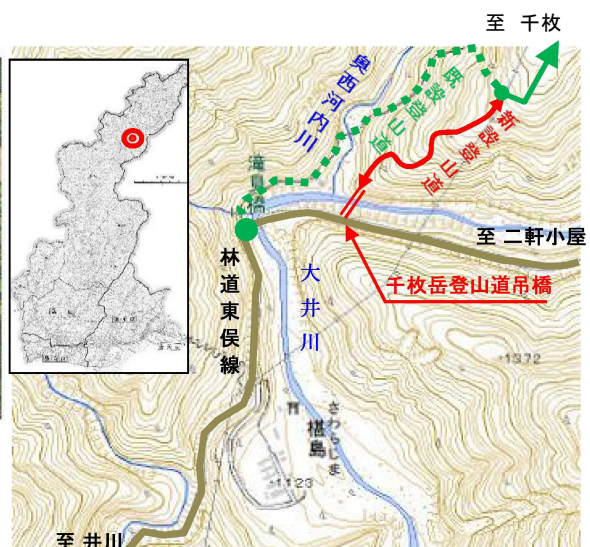 至 千枚
奥西河内川
既設登山道
新設登山道
滝見橋
至 二軒小屋
千枚岳登山道吊橋
林道東俣線
大井川
・1372
さわらじま
椹島
・1123
至 井川